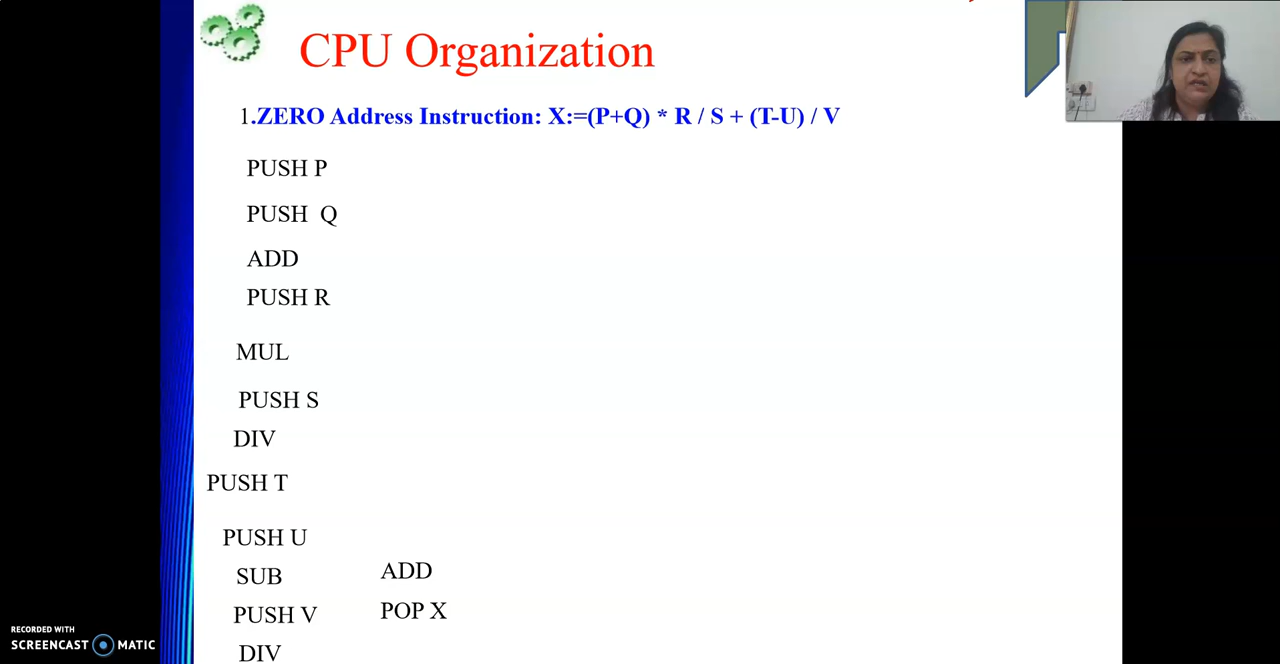 CPU Organization
1.ZERO Address Instruction: X:=(P+Q) * R / S + (T-U) / V
PUSH P
PUSH Q
ADD
PUSH R
MUL
PUSH S
DIV
PUSH T
PUSH U
SUB
PUSH V
DIV
ADD
POP X
RECORDED WITH
SCREENCAST MATIC